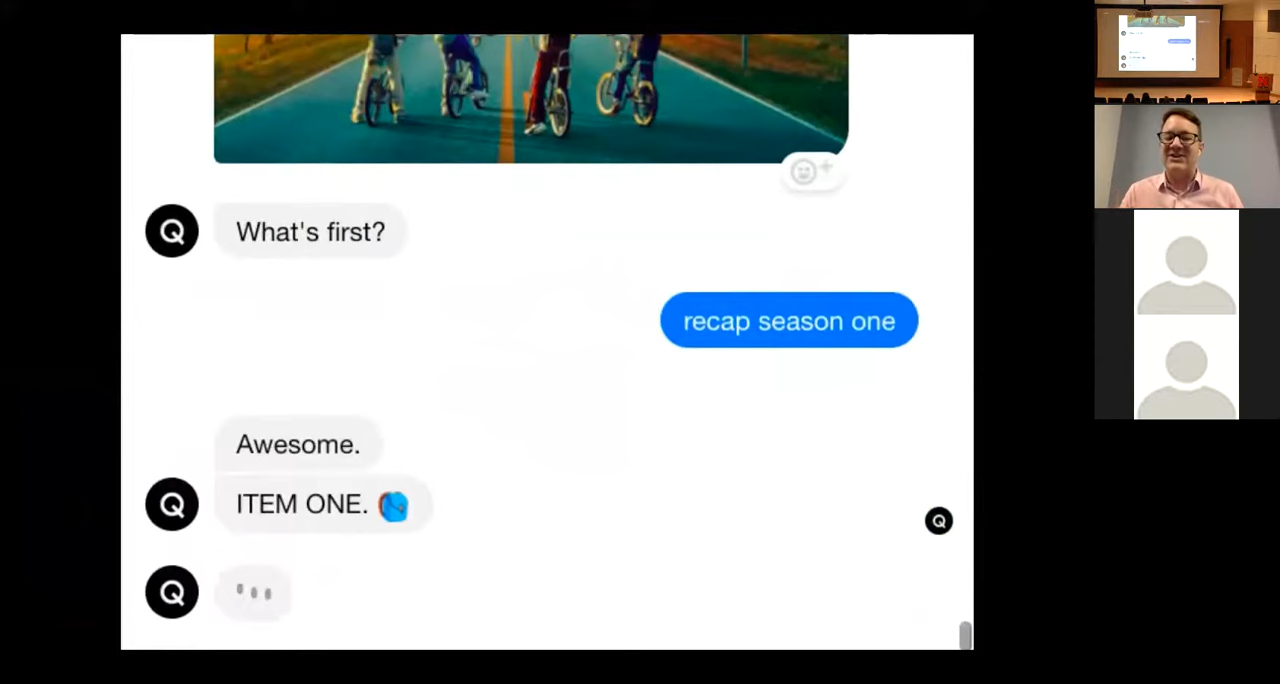 Q What's first?
recap season one
Awesome.
Q ITEM ONE.
Q
Q